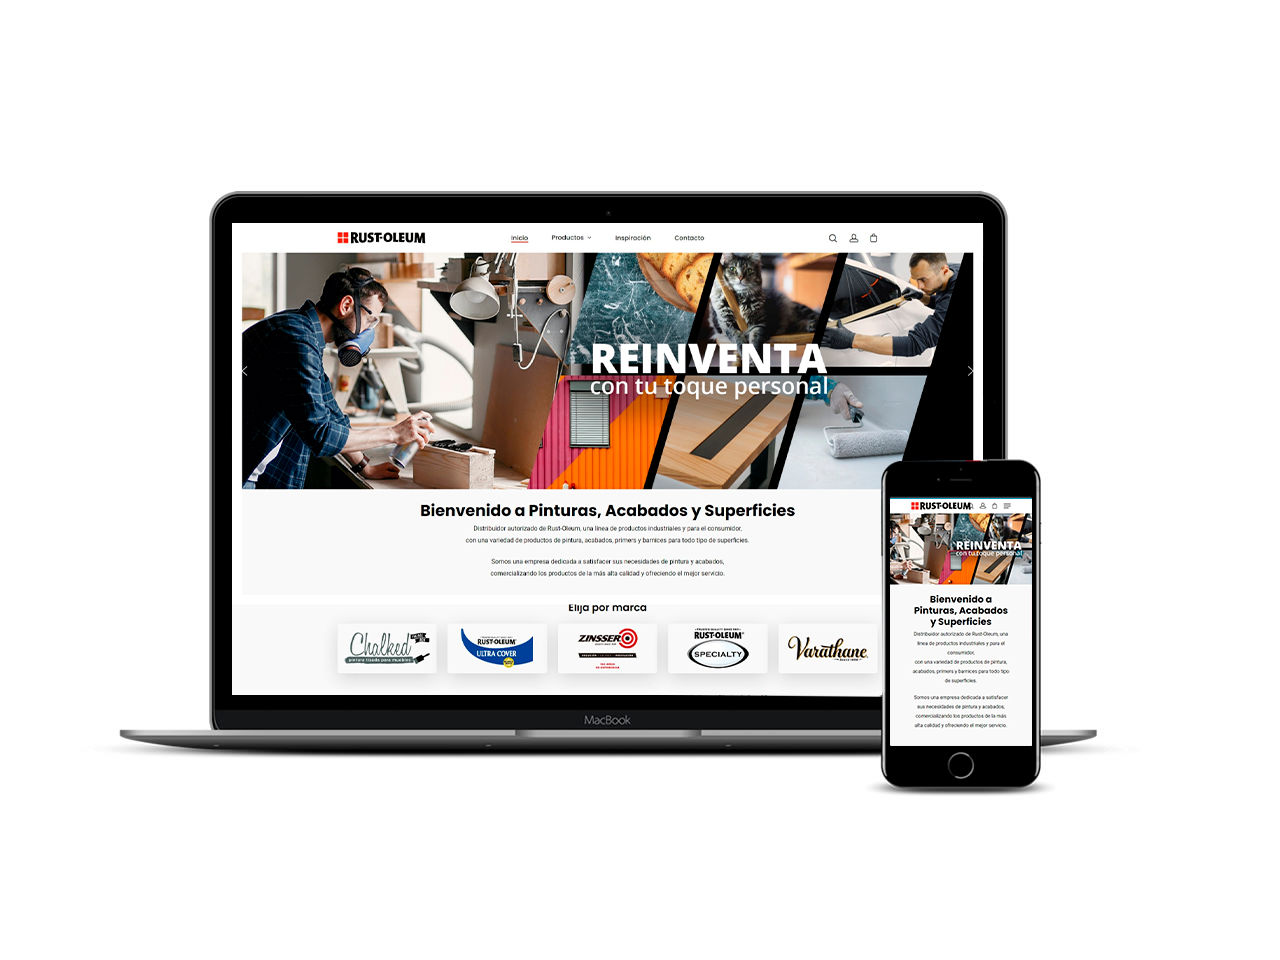 RUST-OLEUM
Inicio
Productos
Inspiración
Contacto
REINVENTA
con tu toque personal
Bienvenido a Pinturas, Acabados y Superficies
Distribuidor autorizado de Rust-Oleum, una línea de productos industriales y para el consumidor,
con una variedad de productos de pintura, acabados, primers y barnices para todo tipo de superficies.
Somos una empresa dedicada a satisfacer sus necesidades de pintura y acabados,
comercializando los productos de la más alta calidad y ofreciendo el mejor servicio.
Elija por marca
Chalked
pintura tizada para muebles
RUST-OLEUM
ULTRA COVER
ZINSSER
RUST-OLEUM
SPECIALTY
Varathane
MacBook
RUST-OLEUM
REINVENTA
con tu toque personal
Bienvenido a
Pinturas, Acabados
y Superficies
Distribuidor autorizado de Rust-Oleum, una
línea de productos industriales y para el
consumidor,
con una variedad de productos de pintura,
acabados, primers y barnices para todo tipo
de superficies.
Somos una empresa dedicada a satisfacer
sus necesidades de pintura y acabados,
comercializando los productos de la más
alta calidad y ofreciendo el mejor servicio.